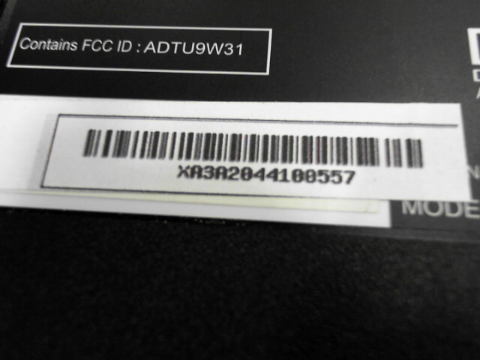 Contains FCC ID : ADTU9W31
D
D
A
XA3A2044100557
N
MODE